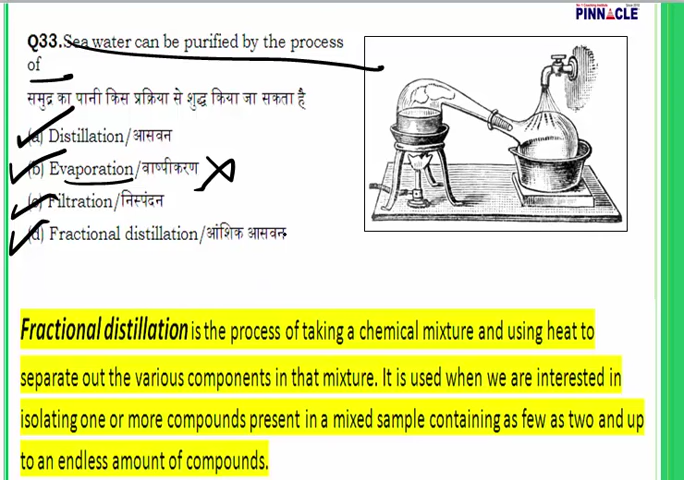 PINNACLE
Q33.Sea water can be purified by the process
of
समुद्र का पानी किस प्रक्रिया से शुद्ध किया जा सकता है
(a) Distillation/आसवन
(b) Evaporation/वाष्पीकरण
(c) Filtration/निस्पंदन
(d) Fractional distillation/आंशिक आसवन
Fractional distillation is the process of taking a chemical mixture and using heat to
separate out the various components in that mixture. It is used when we are interested in
isolating one or more compounds present in a mixed sample containing as few as two and up
to an endless amount of compounds.